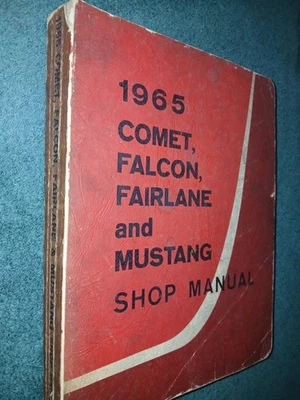 1965
COMET,
FALCON,
FAIRLANE
and
MUSTANG
SHOP MANUAL
1965 COMET, FALCON, FAIRLANE & MUSTANG